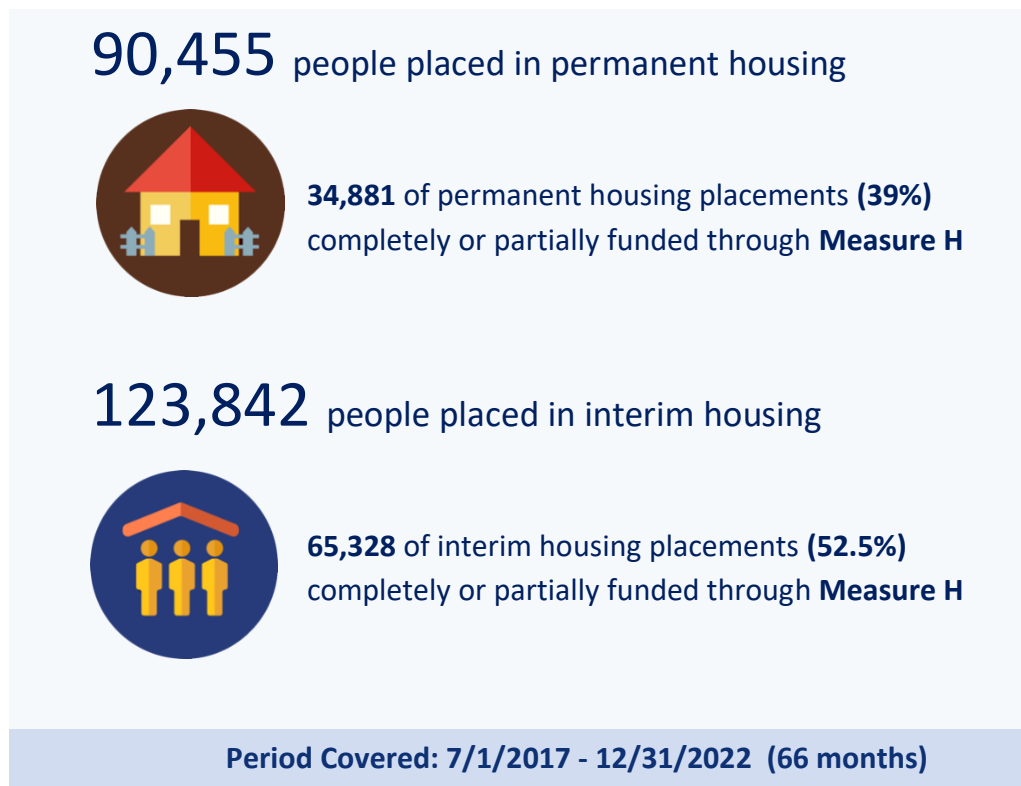 90,455 people placed in permanent housing
34,881 of permanent housing placements (39%)
completely or partially funded through Measure H
123,842 people placed in interim housing
65,328 of interim housing placements (52.5%)
completely or partially funded through Measure H
Period Covered: 7/1/2017 - 12/31/2022 (66 months)